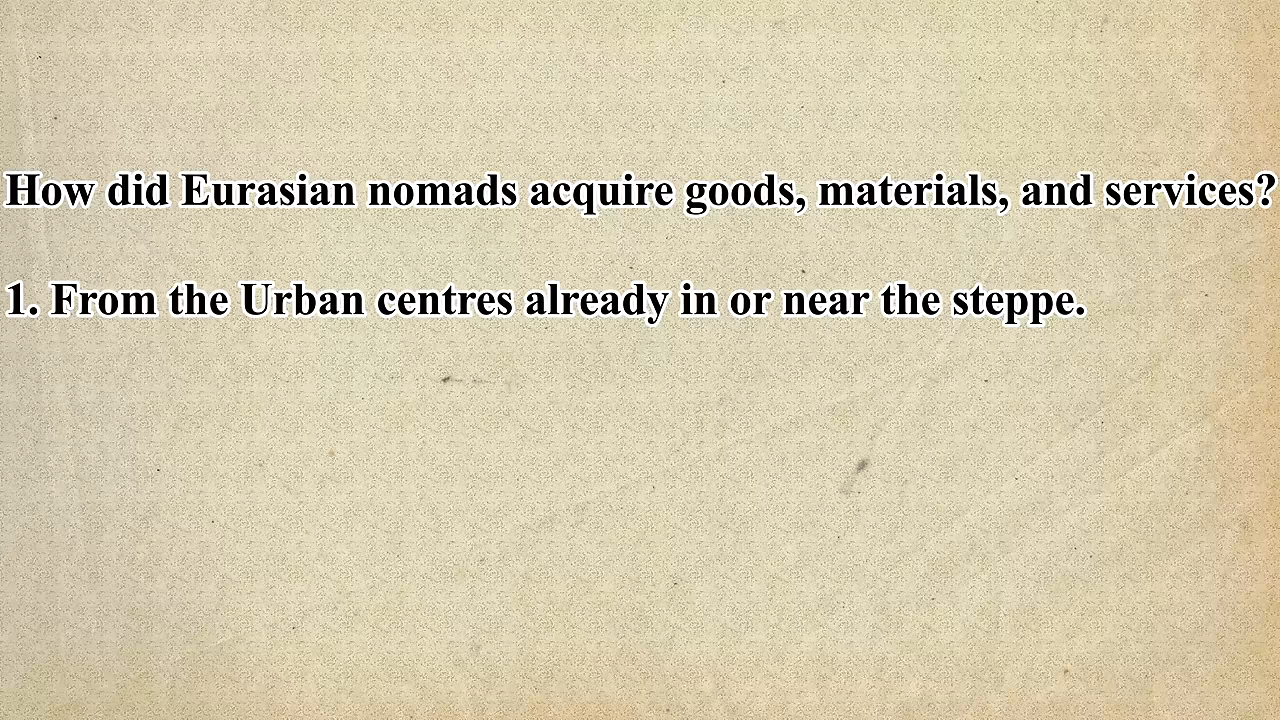 How did Eurasian nomads acquire goods, materials, and services?
1. From the Urban centres already in or near the steppe.